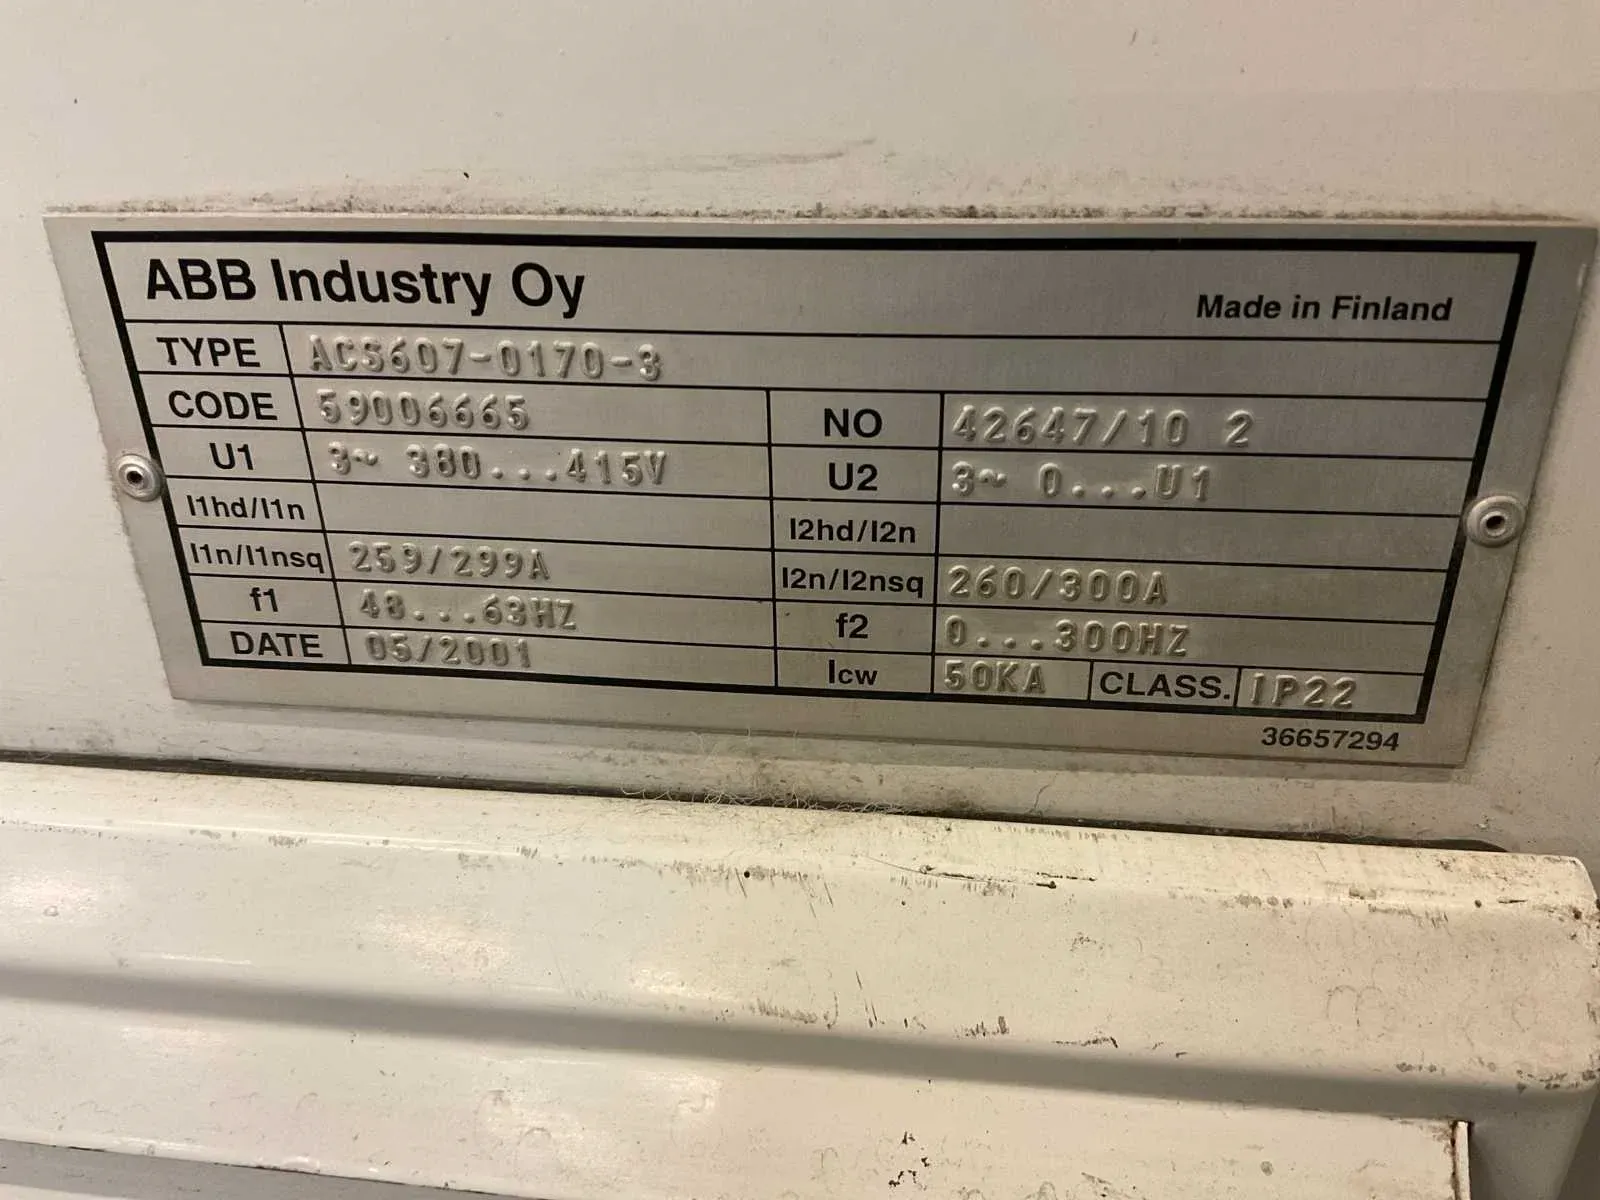 ABB Industry Oy
Made in Finland
TYPE ACS607-0170-3
CODE 59006665 NO 42647/10 2
U1 3~ 380...415V U2 3~ 0...U1
I1hd/I1n I2hd/I2n
I1n/I1nsq 259/299A I2n/I2nsq 260/300A
f1 48...63HZ f2 0...300HZ
DATE 05/2001 Icw 50KA CLASS. IP22
36657294